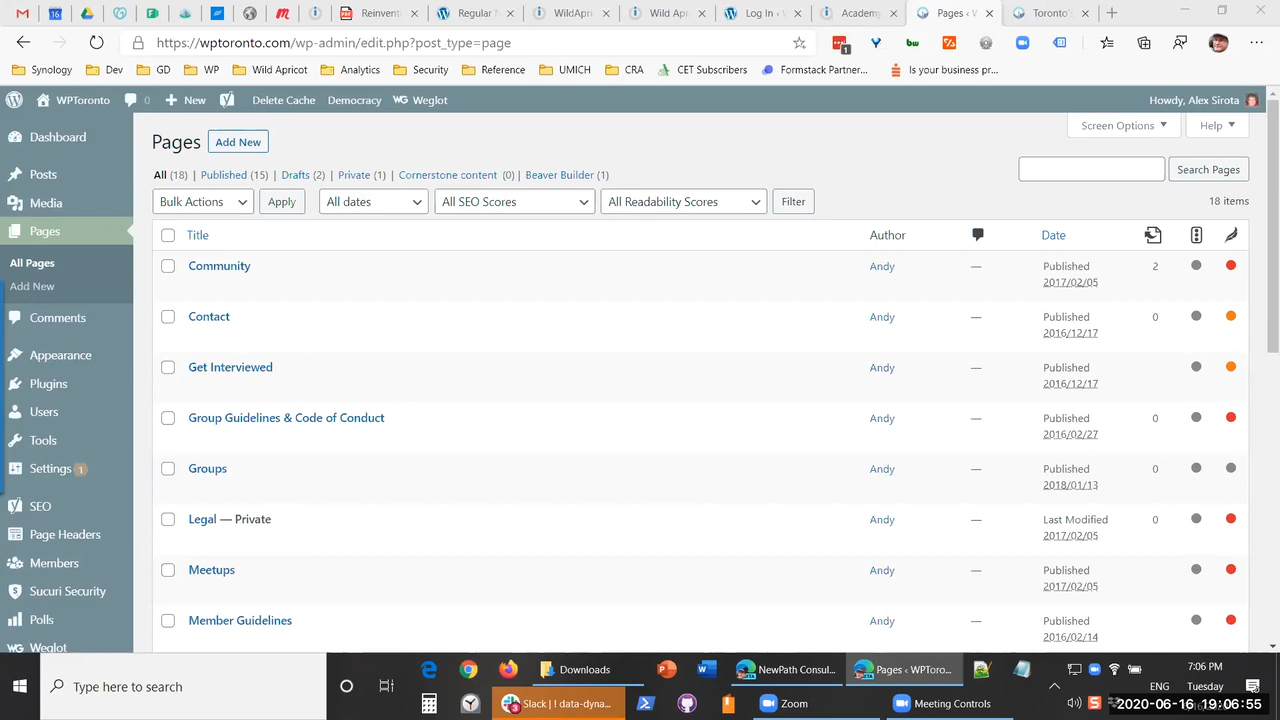 Reinvent
Regular M
WildApr
Wild Ap
Log In ‹ W
Academy
Pages ‹ W
Toronto's
https://wptoronto.com/wp-admin/edit.php?post_type=page
1
Synology Dev GD WP Wild Apricot Analytics Security Reference UMICH CRA CET Subscribers Formstack Partner... Is your business pr...
WPToronto 0 New Delete Cache Democracy Weglot Howdy, Alex Sirota
Dashboard
Posts
Media
Pages
All Pages
Add New
Comments
Appearance
Plugins
Users
Tools
Settings 1
SEO
Page Headers
Members
Sucuri Security
Polls
Weglot
Screen Options Help
Pages Add New
All (18) | Published (15) | Drafts (2) | Private (1) | Cornerstone content (0) | Beaver Builder (1)
Search Pages
Bulk Actions Apply All dates All SEO Scores All Readability Scores Filter 18 items
Title Author Date
Community Andy — Published 2
2017/02/05
Contact Andy — Published 0
2016/12/17
Get Interviewed Andy — Published
2016/12/17
Group Guidelines & Code of Conduct Andy — Published 0
2016/02/27
Groups Andy — Published 0
2018/01/13
Legal — Private Andy — Last Modified 0
2017/02/05
Meetups Andy — Published
2017/02/05
Member Guidelines Andy — Published 0
2016/02/14
Type here to search
Downloads
NewPath Consul...
Pages ‹ WPToro...
3 Slack | ! data-dyna...
Zoom
Meeting Controls
ENG
7:06 PM
Tuesday
2020-06-16 19:06:55